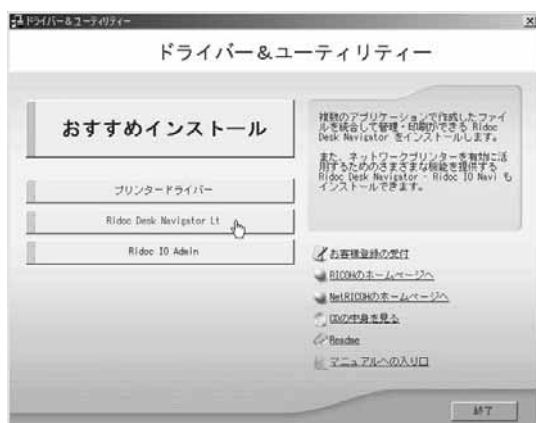 ドライバー&ユーティリティー
ドライバー&ユーティリティー
おすすめインストール
プリンタードライバー
Ridoc Desk Navigator Lt
Ridoc IO Admin
複数のアプリケーションで作成したファイ
ルを統合して管理・印刷ができる Ridoc
Desk Navigator をインストールします。
また、ネットワークプリンターを有効に活
用するためのさまざまな機能を提供する
Ridoc Desk Navigator - Ridoc IO Navi も
インストールできます。
お客様登録の受付
RICOHのホームページへ
NetRICOHのホームページへ
CDの中身を見る
Readme
マニュアルへの入り口
終了